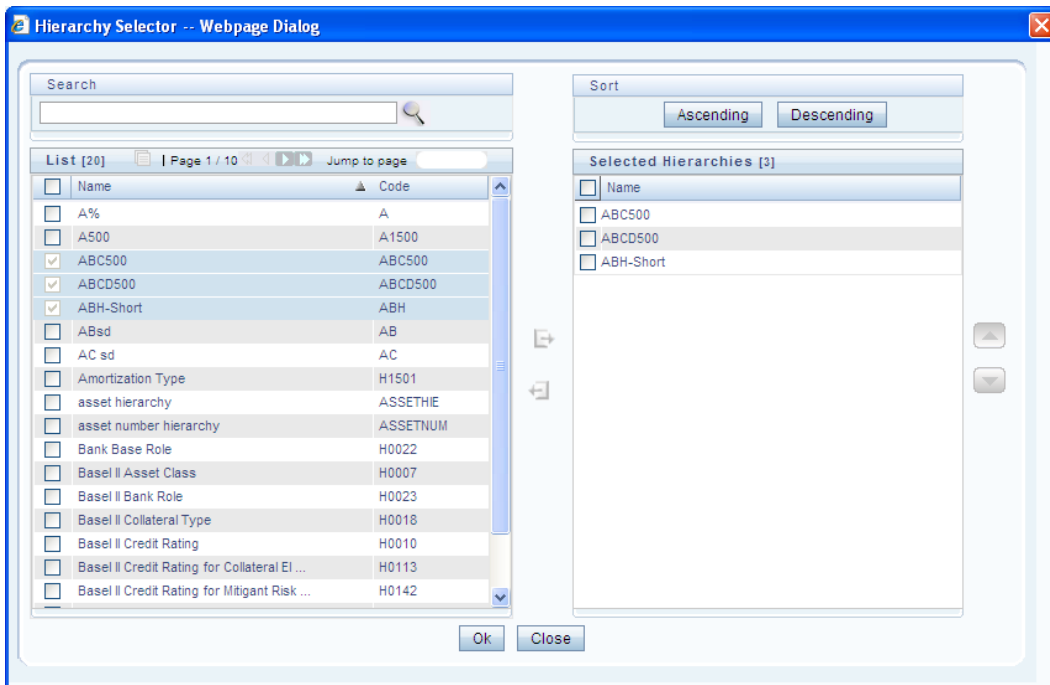 Hierarchy Selector -- Webpage Dialog
Search
List [20] | Page 1 / 10 Jump to page
Name Code
A% A
A500 A1500
ABC500 ABC500
ABCD500 ABCD500
ABH-Short ABH
ABsd AB
AC sd AC
Amortization Type H1501
asset hierarchy ASSETHIE
asset number hierarchy ASSETNUM
Bank Base Role H0022
Basel II Asset Class H0007
Basel II Bank Role H0023
Basel II Collateral Type H0018
Basel II Credit Rating H0010
Basel II Credit Rating for Collateral El ... H0113
Basel II Credit Rating for Mitigant Risk ... H0142
Sort
Ascending Descending
Selected Hierarchies [3]
Name
ABC500
ABCD500
ABH-Short
Ok Close